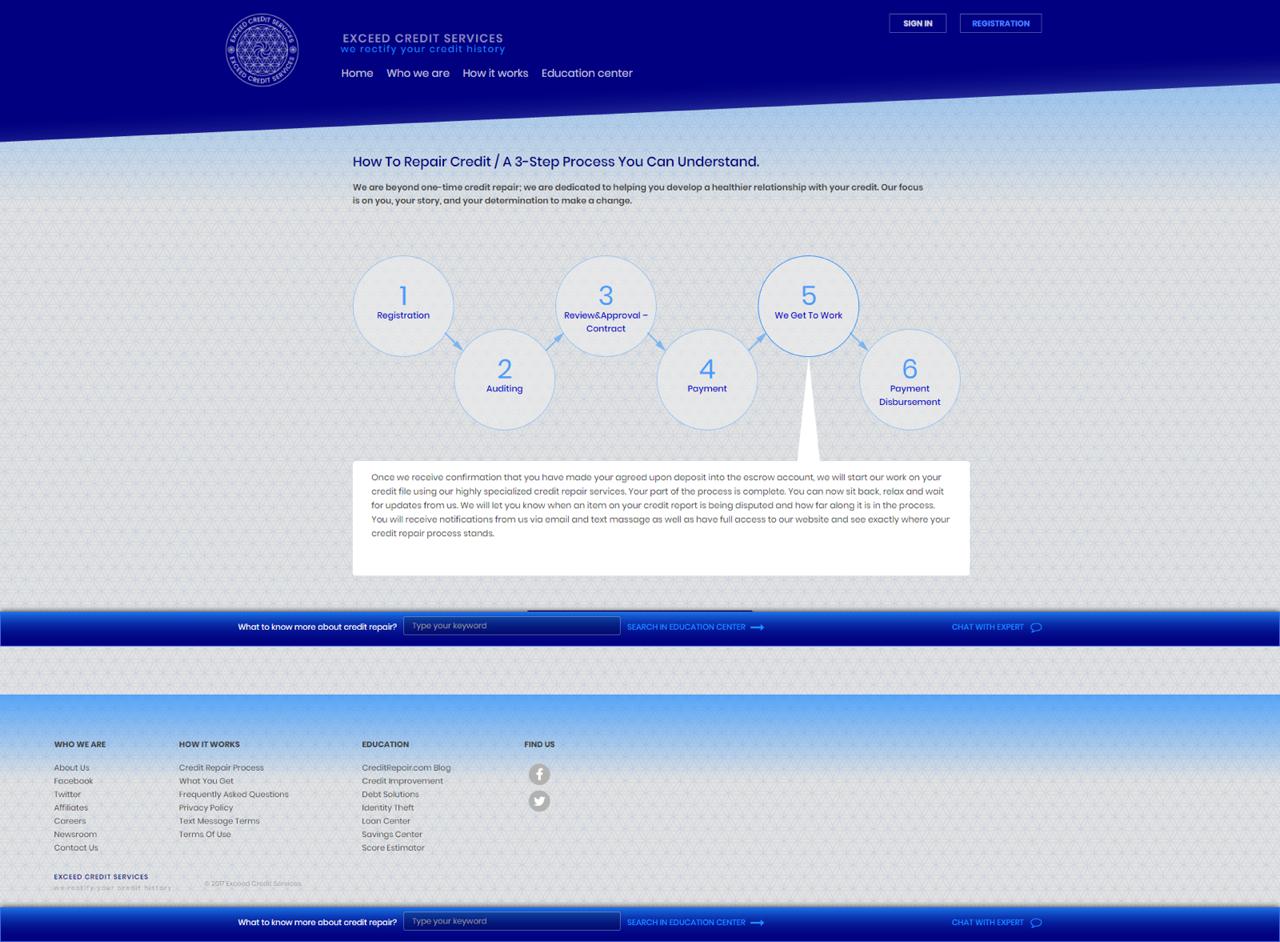 EXCEED CREDIT SERVICES
EXCEED CREDIT SERVICES
EXCEED CREDIT SERVICES
we rectify your credit history
SIGN IN
REGISTRATION
Home
Who we are
How it works
Education center
How To Repair Credit / A 3-Step Process You Can Understand.
We are beyond one-time credit repair; we are dedicated to helping you develop a healthier relationship with your credit. Our focus
is on you, your story, and your determination to make a change.
1
Registration
2
Auditing
3
Review&Approval –
Contract
4
Payment
5
We Get To Work
6
Payment
Disbursement
Once we receive confirmation that you have made your agreed upon deposit into the escrow account, we will start our work on your
credit file using our highly specialized credit repair services. Your part of the process is complete. You can now sit back, relax and wait
for updates from us. We will let you know when an item on your credit report is being disputed and how far along it is in the process.
You will receive notifications from us via email and text massage as well as have full access to our website and see exactly where your
credit repair process stands.
What to know more about credit repair?
Type your keyword
SEARCH IN EDUCATION CENTER
CHAT WITH EXPERT
WHO WE ARE
About Us
Facebook
Twitter
Affiliates
Careers
Newsroom
Contact Us
HOW IT WORKS
Credit Repair Process
What You Get
Frequently Asked Questions
Privacy Policy
Text Message Terms
Terms Of Use
EDUCATION
CreditRepair.com Blog
Credit Improvement
Debt Solutions
Identity Theft
Loan Center
Savings Center
Score Estimator
FIND US
EXCEED CREDIT SERVICES
we rectify your credit history
© 2017 Exceed Credit Services.
What to know more about credit repair?
Type your keyword
SEARCH IN EDUCATION CENTER
CHAT WITH EXPERT